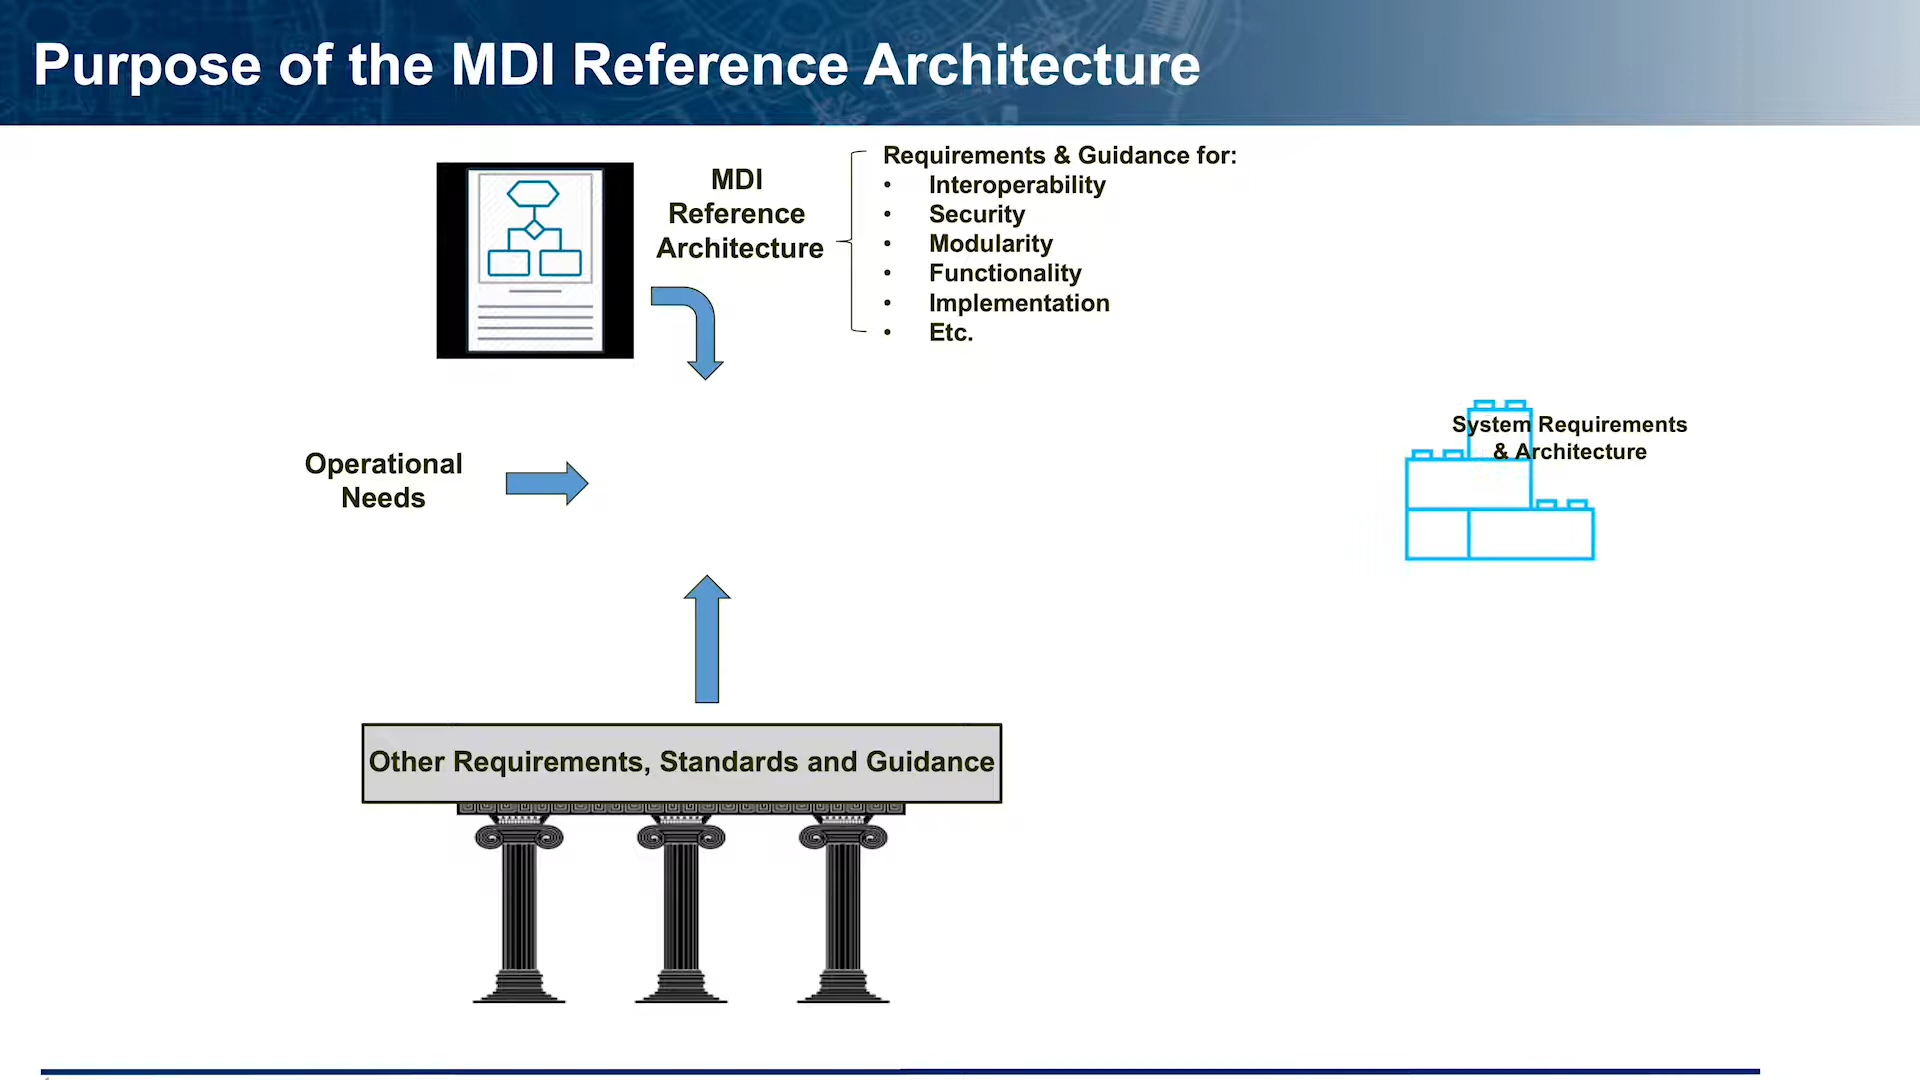 Purpose of the MDI Reference Architecture
MDI
Reference
Architecture
Requirements & Guidance for:
• Interoperability
• Security
• Modularity
• Functionality
• Implementation
• Etc.
System Requirements
& Architecture
Operational
Needs
Other Requirements, Standards and Guidance